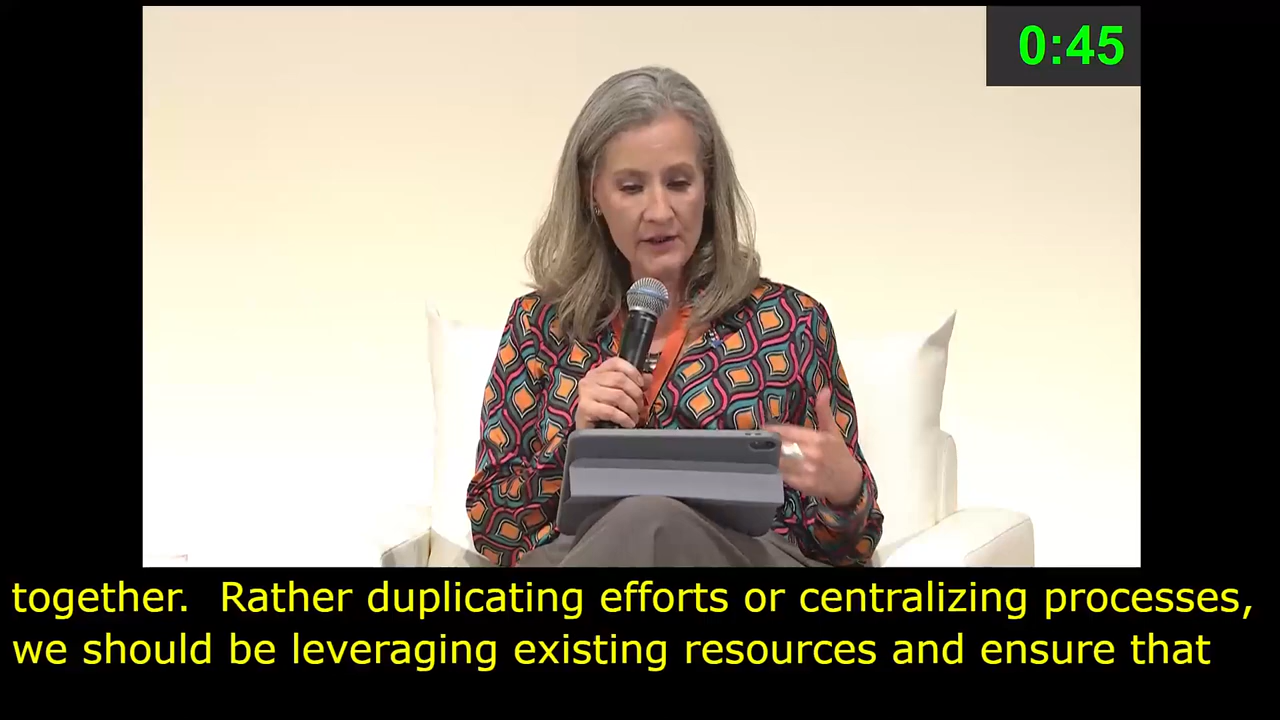 0:45
together.  Rather duplicating efforts or centralizing processes,
we should be leveraging existing resources and ensure that